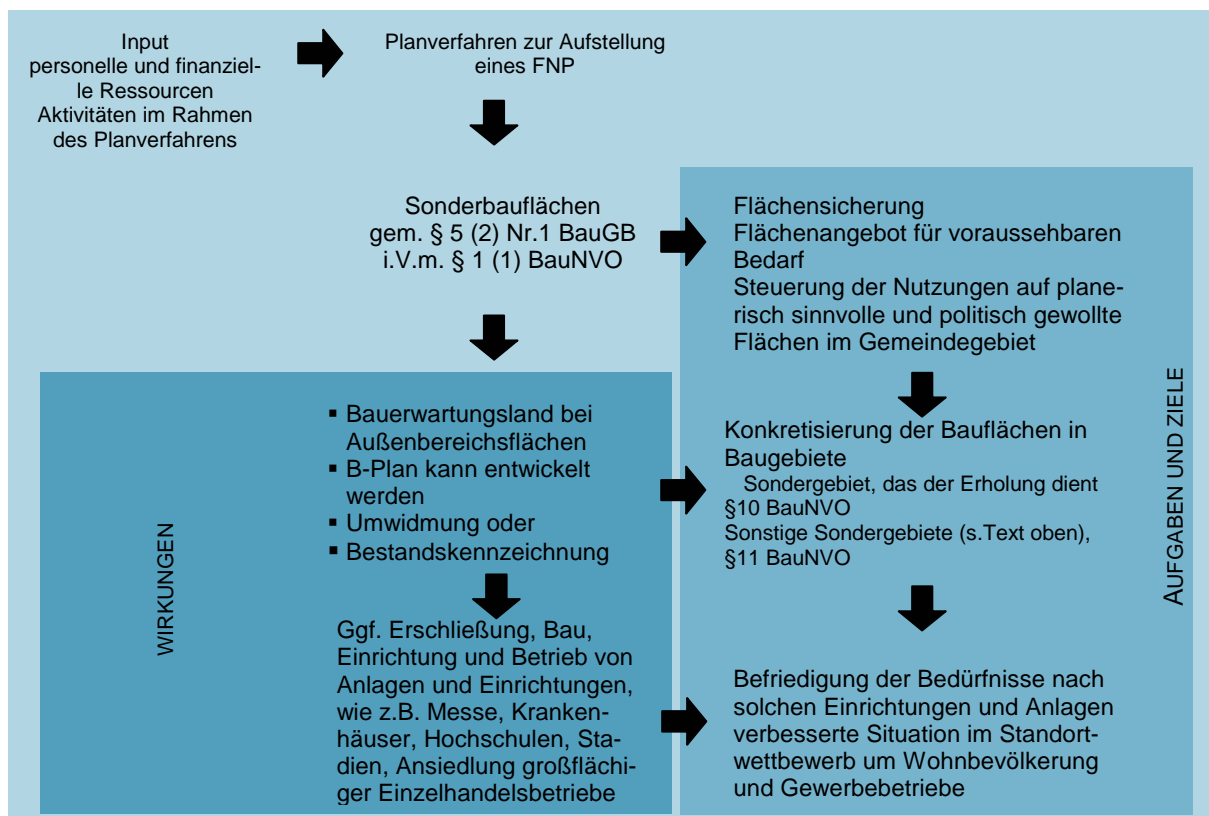 Input
personelle und finanziel-
le Ressourcen
Aktivitäten im Rahmen
des Planverfahrens
Planverfahren zur Aufstellung
eines FNP
Sonderbauflächen
gem. § 5 (2) Nr.1 BauGB
i.V.m. § 1 (1) BauNVO
Flächensicherung
Flächenangebot für voraussehbaren
Bedarf
Steuerung der Nutzungen auf plane-
risch sinnvolle und politisch gewollte
Flächen im Gemeindegebiet
WIRKUNGEN
▪ Bauerwartungsland bei
Außenbereichsflächen
▪ B-Plan kann entwickelt
werden
▪ Umwidmung oder
▪ Bestandskennzeichnung
Konkretisierung der Bauflächen in
Baugebiete
Sondergebiet, das der Erholung dient
§10 BauNVO
Sonstige Sondergebiete (s.Text oben),
§11 BauNVO
AUFGABEN UND ZIELE
Ggf. Erschließung, Bau,
Einrichtung und Betrieb von
Anlagen und Einrichtungen,
wie z.B. Messe, Kranken-
häuser, Hochschulen, Sta-
dien, Ansiedlung großflächi-
ger Einzelhandelsbetriebe
Befriedigung der Bedürfnisse nach
solchen Einrichtungen und Anlagen
verbesserte Situation im Standort-
wettbewerb um Wohnbevölkerung
und Gewerbebetriebe